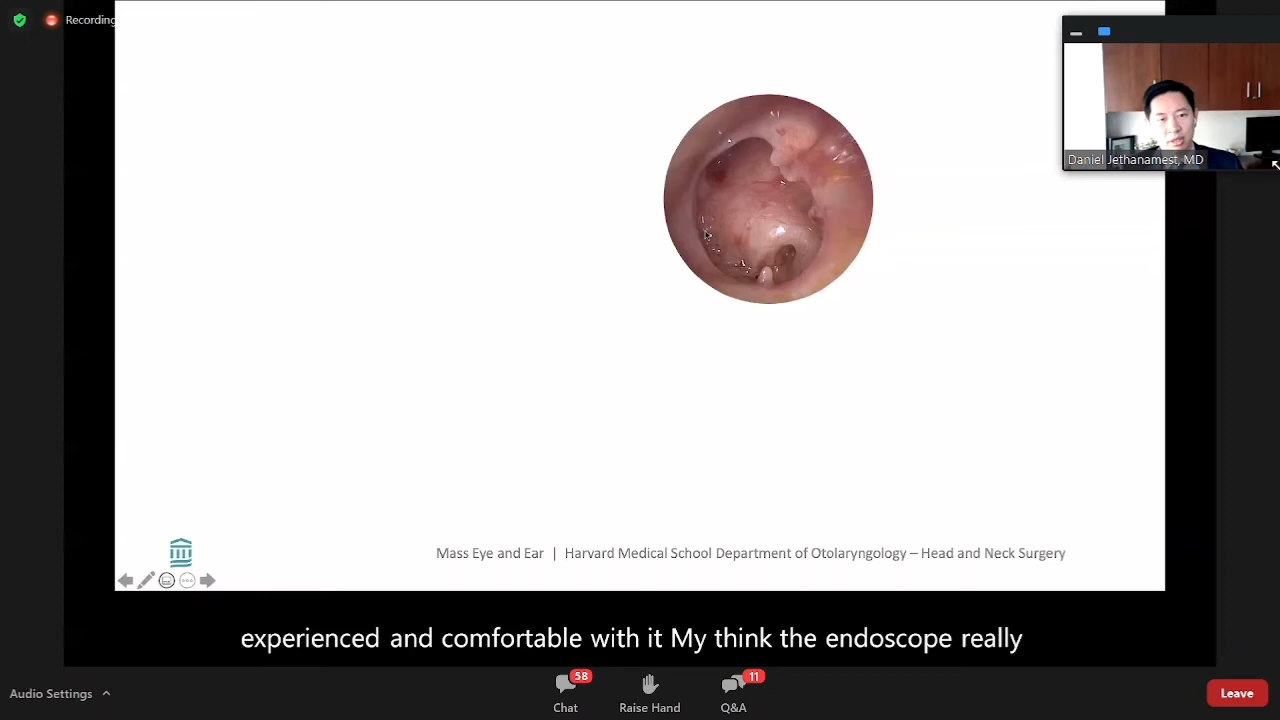 Recording
Daniel Jethanamest, MD
Mass Eye and Ear | Harvard Medical School Department of Otolaryngology – Head and Neck Surgery
experienced and comfortable with it My think the endoscope really
Audio Settings
58
Chat
Raise Hand
11
Q&A
Leave